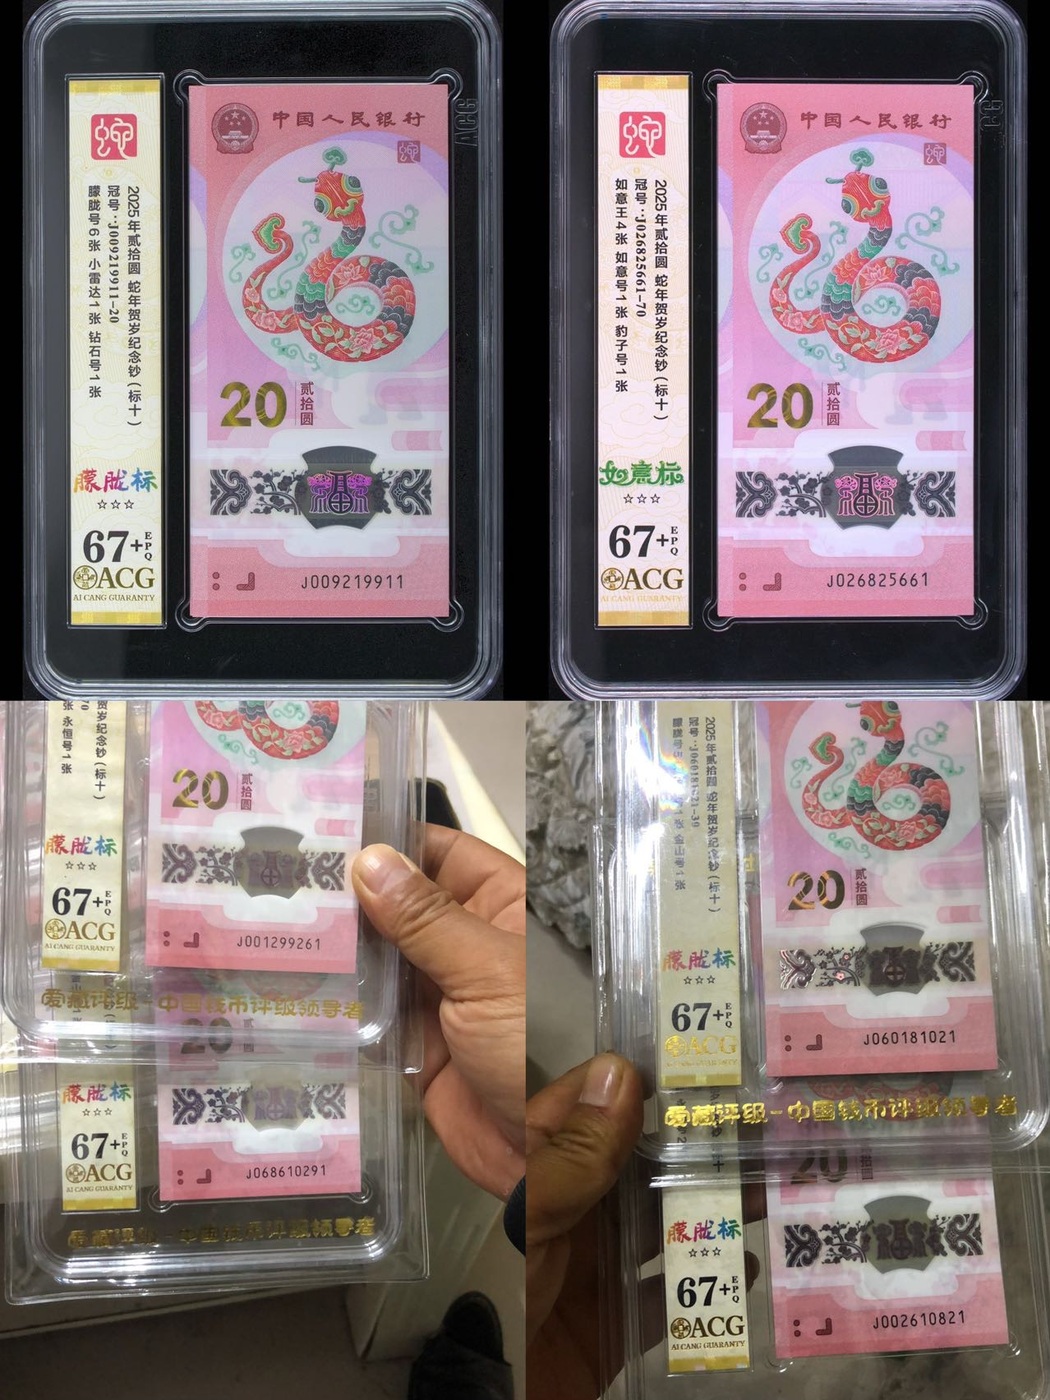 蛇
2025年贰拾圆 蛇年贺岁纪念钞(标十)
冠号:J009219911-20
朦胧号6张 小雷达1张 钻石号1张
朦胧标
☆☆☆
67+
EPQ
ACG
AI CANG GUARANTY
中国人民银行
蛇
20
贰拾圆
J009219911
ACG
蛇
2025年贰拾圆 蛇年贺岁纪念钞(标十)
冠号:J026825661-70
如意王4张 如意号1张 豹子号1张
如意标
☆☆☆
67+
EPQ
ACG
AI CANG GUARANTY
中国人民银行
蛇
20
贰拾圆
J026825661
贺岁纪念钞(标十)
张 永恒号1张
朦胧标
☆☆☆
67+
EPQ
ACG
AI CANG GUARANTY
20
贰拾圆
J001299261
爱藏评级-中国钱币评级领导者
20
朦胧标
☆☆☆
67+
EPQ
ACG
AI CANG GUARANTY
J068610291
中国钱币评级领导者
2025年贰拾圆 蛇年贺岁纪念钞(标十)
1张
朦胧标
☆☆☆
67+
EPQ
ACG
AI CANG GUARANTY
20
贰拾圆
J060181021
爱藏评级-中国钱币评级领导者
20
朦胧标
☆☆☆
67+
EPQ
ACG
AI CANG GUARANTY
J002610821